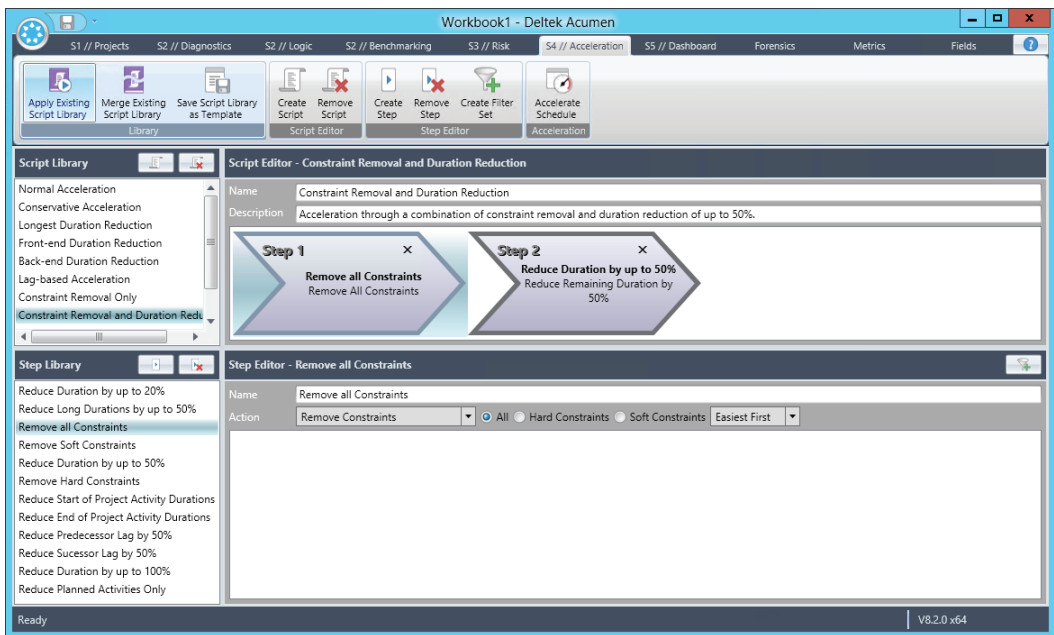 Workbook1 - Deltek Acumen
S1 // Projects S2 // Diagnostics S2 // Logic S2 // Benchmarking S3 // Risk S4 // Acceleration S5 // Dashboard Forensics Metrics Fields
Apply Existing Script Library
Merge Existing Script Library
Save Script Library as Template
Library
Create Script
Remove Script
Script Editor
Create Step
Remove Step
Create Filter Set
Step Editor
Accelerate Schedule
Acceleration
Script Library
Normal Acceleration
Conservative Acceleration
Longest Duration Reduction
Front-end Duration Reduction
Back-end Duration Reduction
Lag-based Acceleration
Constraint Removal Only
Constraint Removal and Duration Redu
Script Editor - Constraint Removal and Duration Reduction
Name Constraint Removal and Duration Reduction
Description Acceleration through a combination of constraint removal and duration reduction of up to 50%.
Step 1
Remove all Constraints
Remove All Constraints
Step 2
Reduce Duration by up to 50%
Reduce Remaining Duration by
50%
Step Library
Reduce Duration by up to 20%
Reduce Long Durations by up to 50%
Remove all Constraints
Remove Soft Constraints
Reduce Duration by up to 50%
Remove Hard Constraints
Reduce Start of Project Activity Durations
Reduce End of Project Activity Durations
Reduce Predecessor Lag by 50%
Reduce Sucessor Lag by 50%
Reduce Duration by up to 100%
Reduce Planned Activities Only
Step Editor - Remove all Constraints
Name Remove all Constraints
Action Remove Constraints All Hard Constraints Soft Constraints Easiest First
Ready
V8.2.0 x64